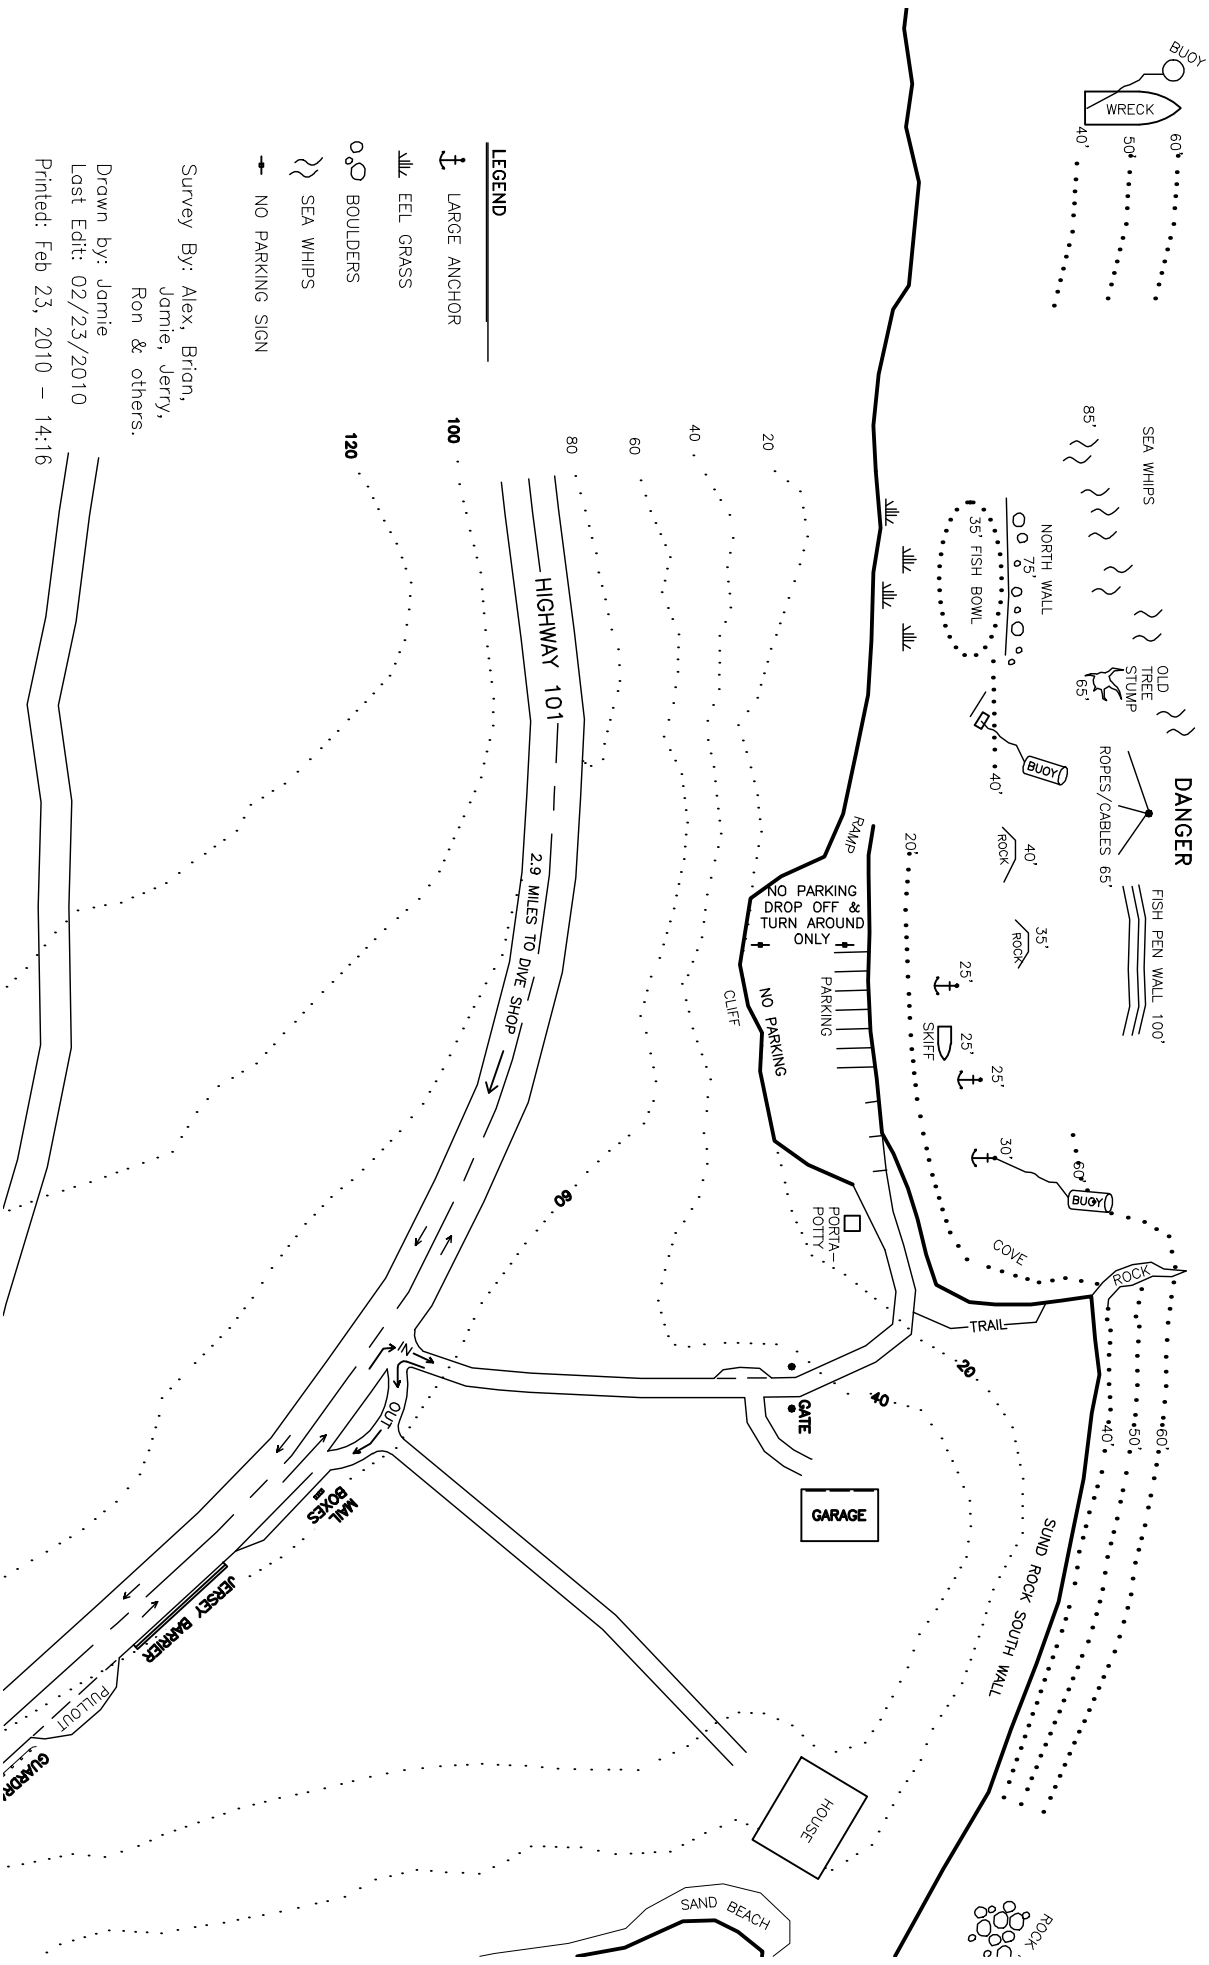 BUOY
WRECK
40'
50'
60'
SEA WHIPS
85'
NORTH WALL
75'
35' FISH BOWL
OLD
TREE
STUMP
65'
BUOY
40'
DANGER
ROPES/CABLES 65'
FISH PEN WALL 100'
40'
ROCK
35'
ROCK
20'
25'
SKIFF
25'
25'
30'
60'
BUOY
COVE
ROCK
TRAIL
40'
50'
60'
SUND ROCK SOUTH WALL
ROCK
RAMP
NO PARKING
DROP OFF &
TURN AROUND
ONLY
PARKING
NO PARKING
CLIFF
PORTA-
POTTY
20
40
GATE
GARAGE
HOUSE
SAND BEACH
20
40
60
80
100
120
60
HIGHWAY 101
2.9 MILES TO DIVE SHOP
IN
OUT
MAIL
BOXES
JERSEY BARRIER
PULLOUT
LEGEND
LARGE ANCHOR
EEL GRASS
BOULDERS
SEA WHIPS
NO PARKING SIGN
Survey By: Alex, Brian,
Jamie, Jerry,
Ron & others.
Drawn by: Jamie
Last Edit: 02/23/2010
Printed: Feb 23, 2010 - 14:16